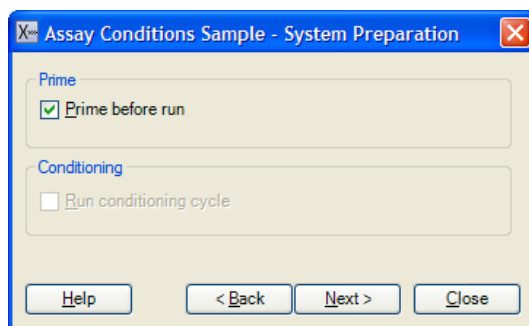 Assay Conditions Sample - System Preparation
Prime
Prime before run
Conditioning
Run conditioning cycle
Help < Back Next > Close